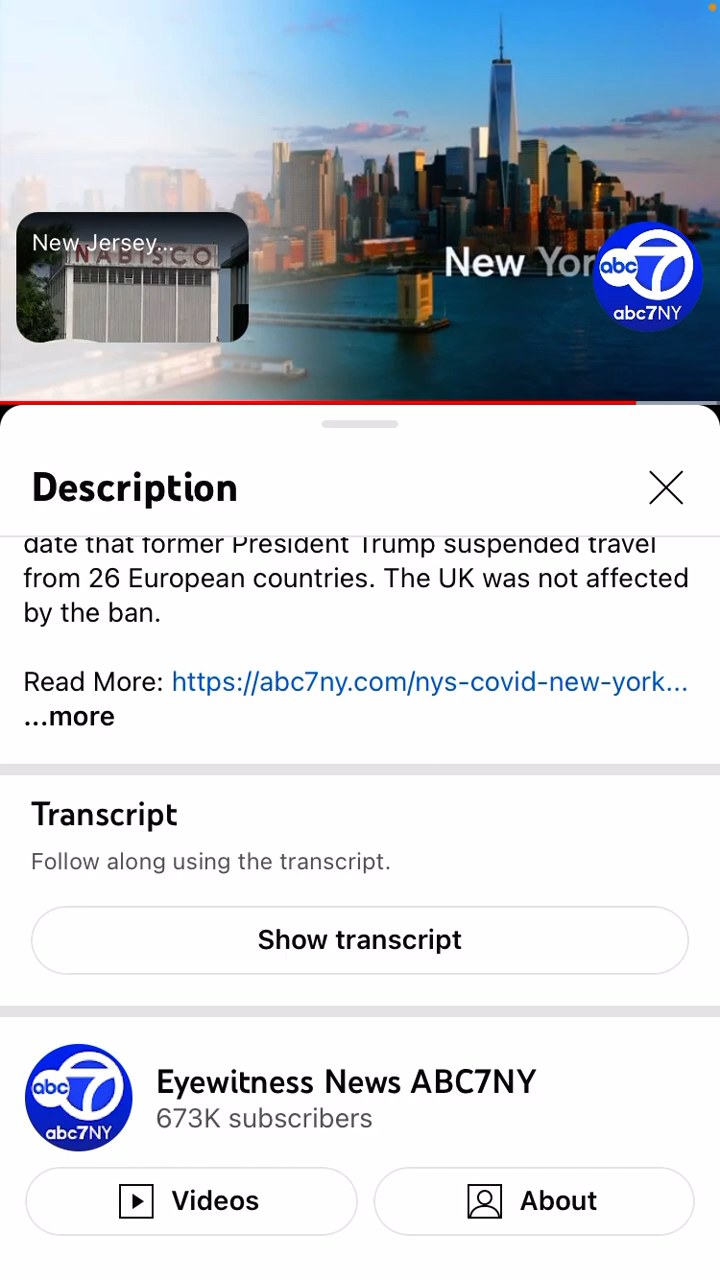 New Jersey...
NABISCO
New Yor
abc 7
abc7NY
Description
date that former President Trump suspended travel
from 26 European countries. The UK was not affected
by the ban.
Read More: https://abc7ny.com/nys-covid-new-york...
...more
Transcript
Follow along using the transcript.
Show transcript
abc 7
abc7NY
Eyewitness News ABC7NY
673K subscribers
Videos
About